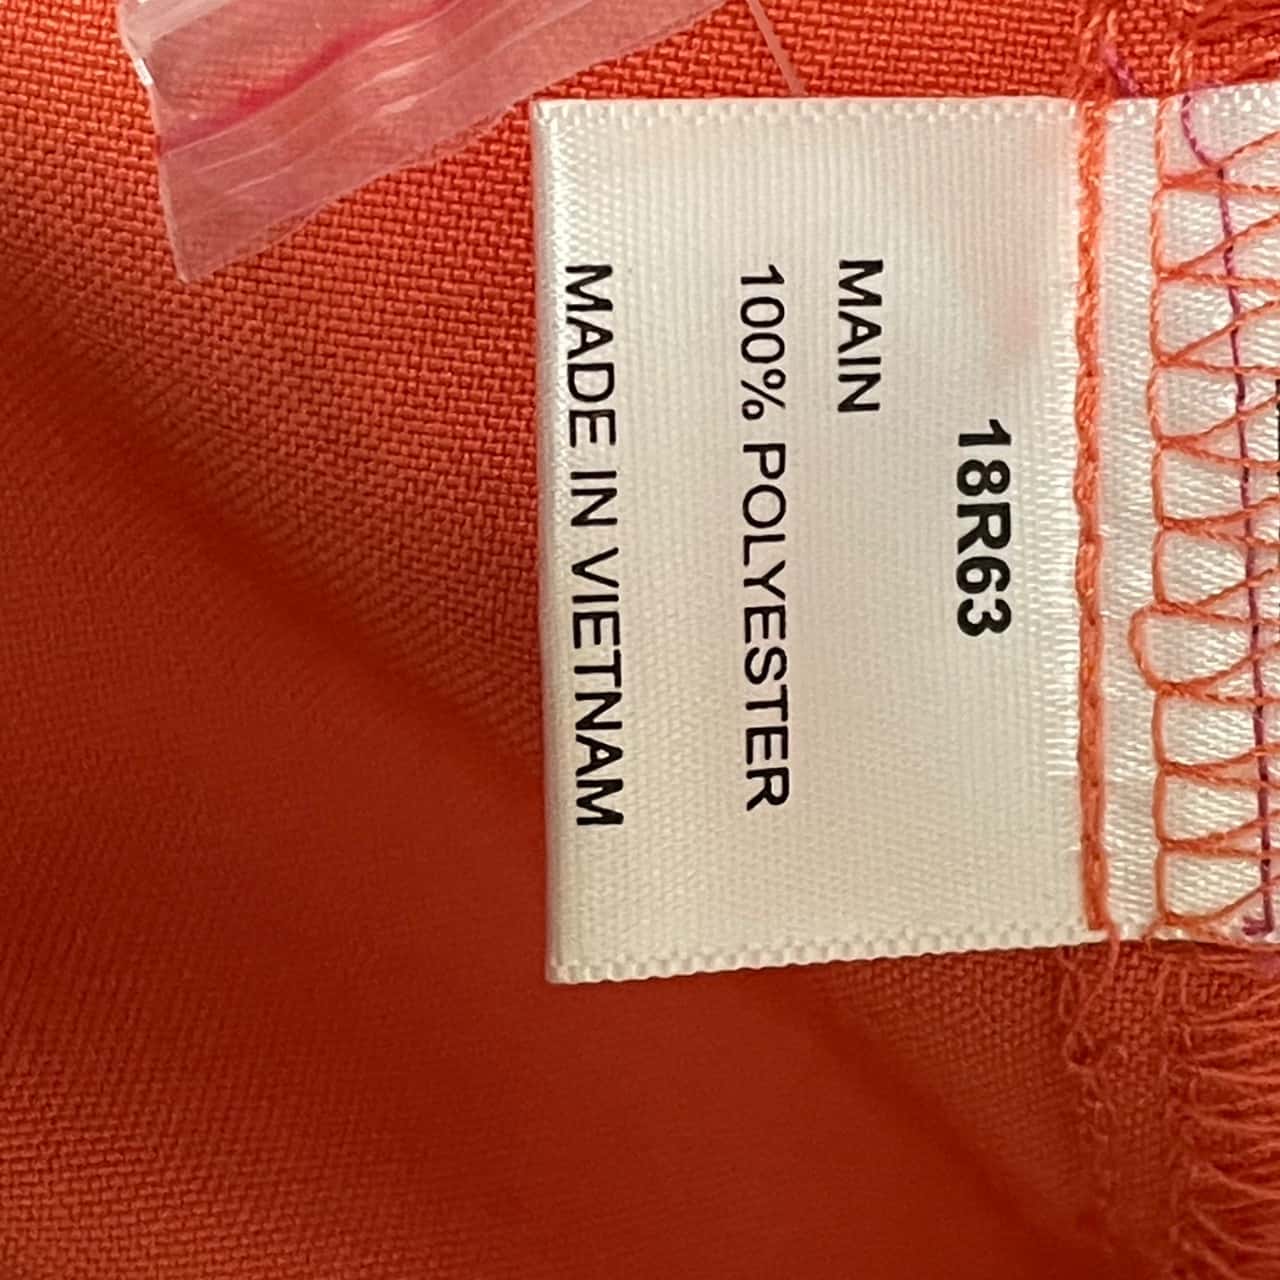 18R63
MAIN
100% POLYESTER
MADE IN VIETNAM